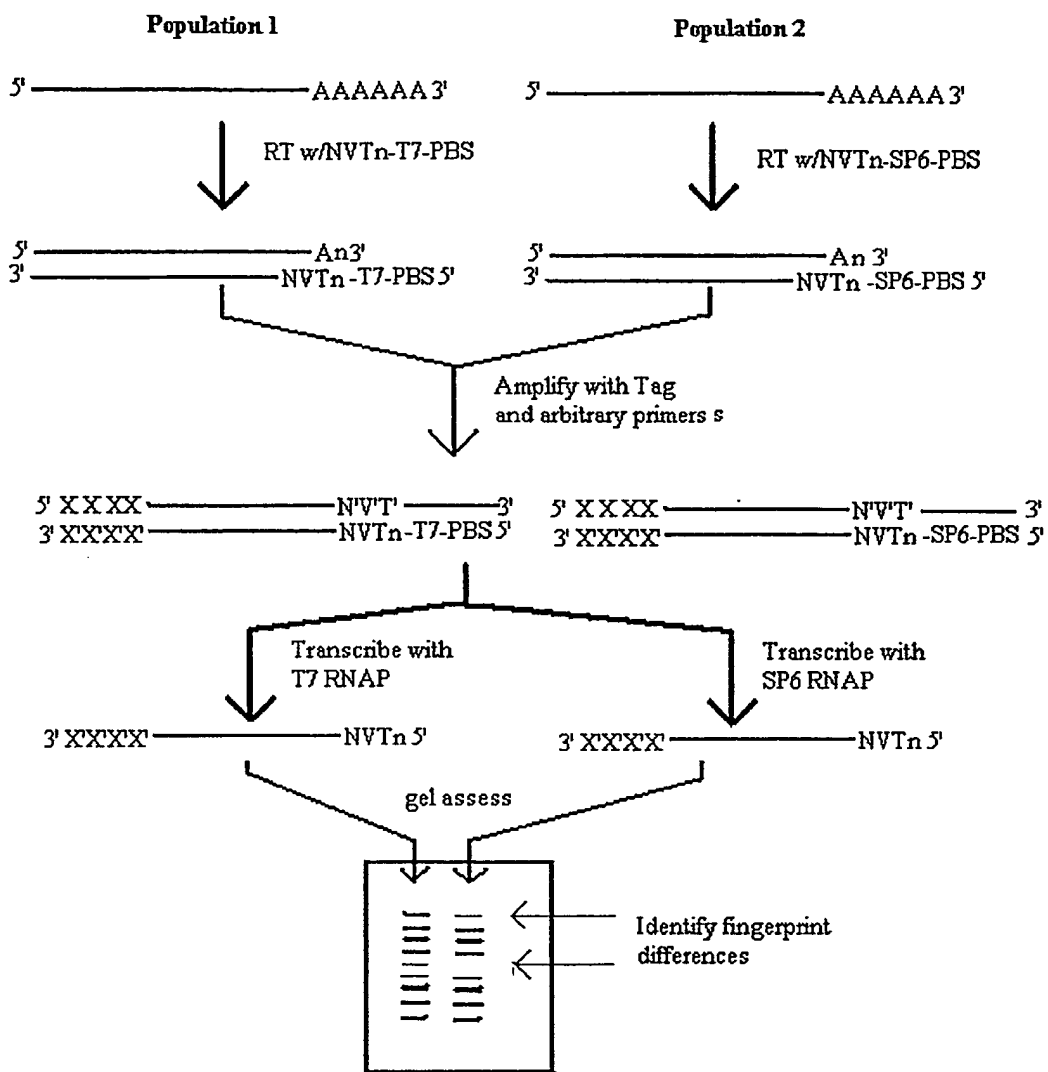 Population 1
Population 2
5' AAAAAA 3'
5' AAAAAA 3'
RT w/NVTn-T7-PBS
RT w/NVTn-SP6-PBS
5' An 3'
3' NVTn -T7-PBS 5'
5' An 3'
3' NVTn -SP6-PBS 5'
Amplify with Tag
and arbitrary primers s
5' X X X X N'V'T' 3'
3' X'X'X'X' NVTn-T7-PBS 5'
5' X X X X N'V'T' 3'
3' X'X'X'X' NVTn -SP6-PBS 5'
Transcribe with
T7 RNAP
Transcribe with
SP6 RNAP
3' X'X'X'X' NVTn 5'
3' X'X'X'X' NVTn 5'
gel assess
Identify fingerprint
differences